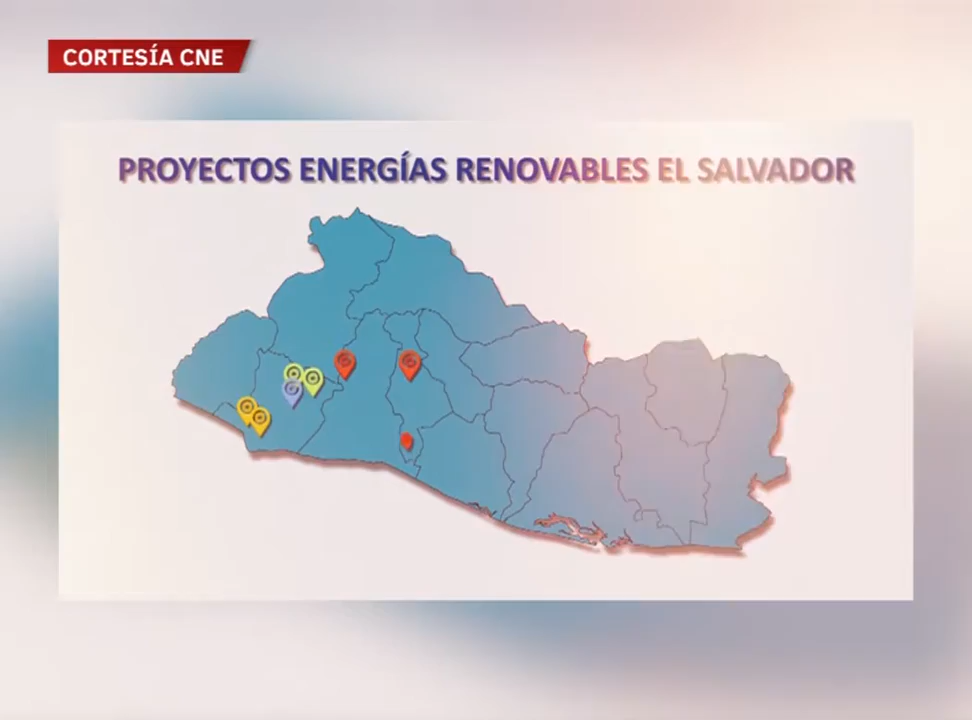 CORTESÍA CNE
PROYECTOS ENERGÍAS RENOVABLES EL SALVADOR